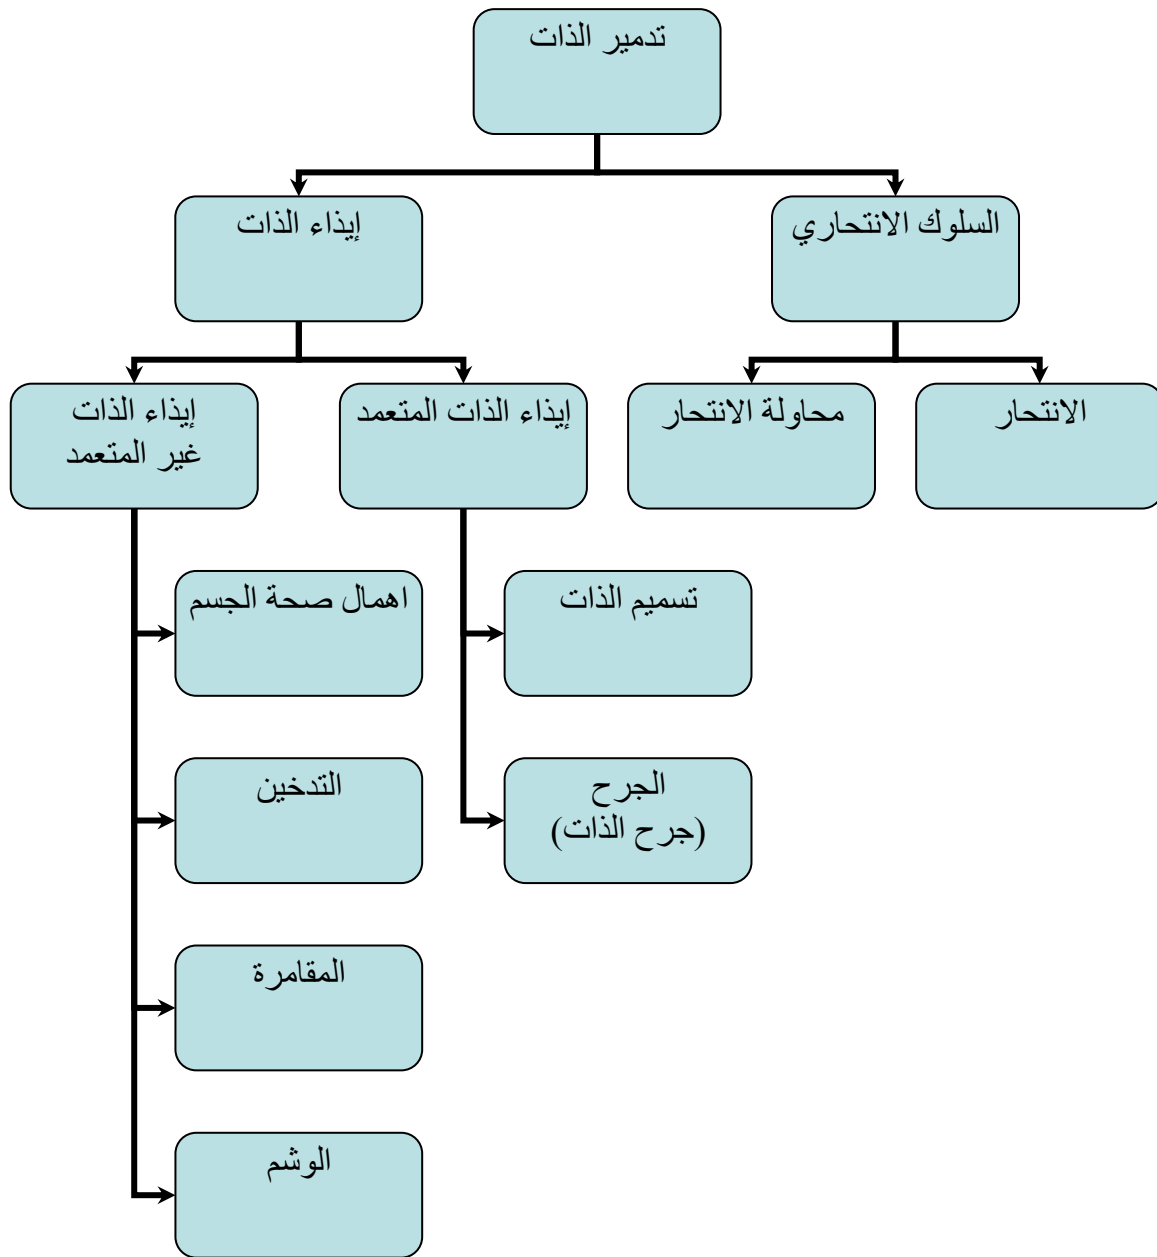 تدمير الذات
السلوك الانتحاري
إيذاء الذات
الانتحار
محاولة الانتحار
إيذاء الذات المتعمد
إيذاء الذات
غير المتعمد
تسميم الذات
اهمال صحة الجسم
الجرح
(جرح الذات)
التدخين
المقامرة
الوشم